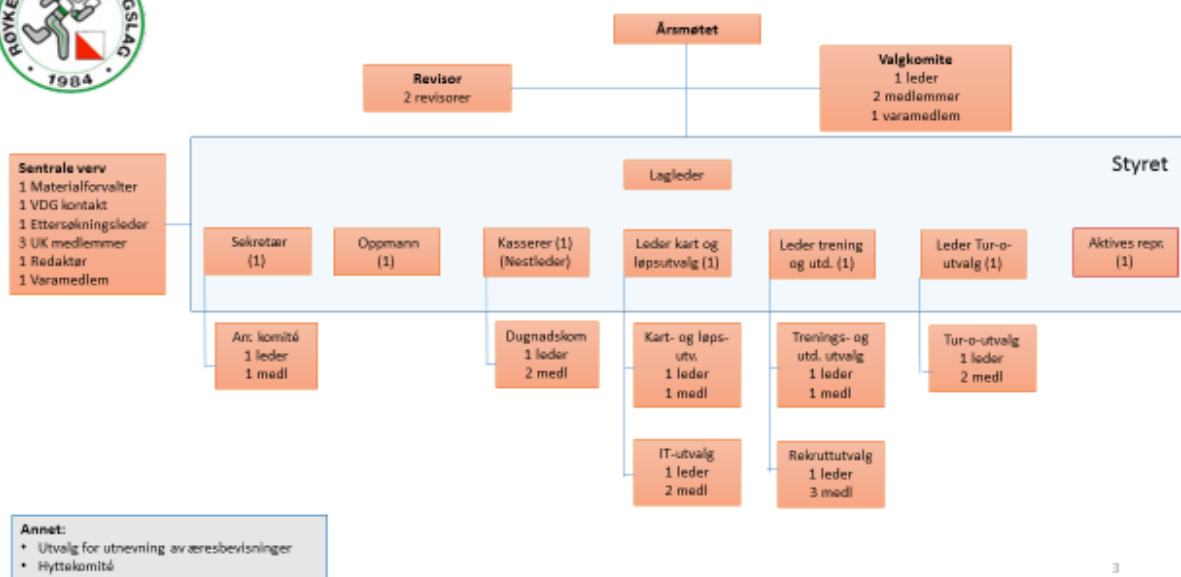 RØYKE
GSLAG
1984
Årsmøtet
Revisor
2 revisorer
Valgkomite
1 leder
2 medlemmer
1 varamedlem
Sentrale verv
1 Materialforvalter
1 VDG kontakt
1 Ettersøkningsleder
3 UK medlemmer
1 Redaktør
1 Varamedlem
Styret
Lagleder
Sekretær
(1)
Oppmann
(1)
Kasserer (1)
(Nestleder)
Leder kart og
løpsutvalg (1)
Leder trening
og utd. (1)
Leder Tur-o-
utvalg (1)
Aktives repr.
(1)
Arr. komité
1 leder
1 medl
Dugnadskom
1 leder
2 medl
Kart- og løps-
utv.
1 leder
1 medl
Trenings- og
utd. utvalg
1 leder
1 medl
Tur-o-utvalg
1 leder
2 medl
IT-utvalg
1 leder
2 medl
Rekruttutvalg
1 leder
3 medl
Annet:
• Utvalg for utnevning av æresbevisninger
• Hyttekomité
3